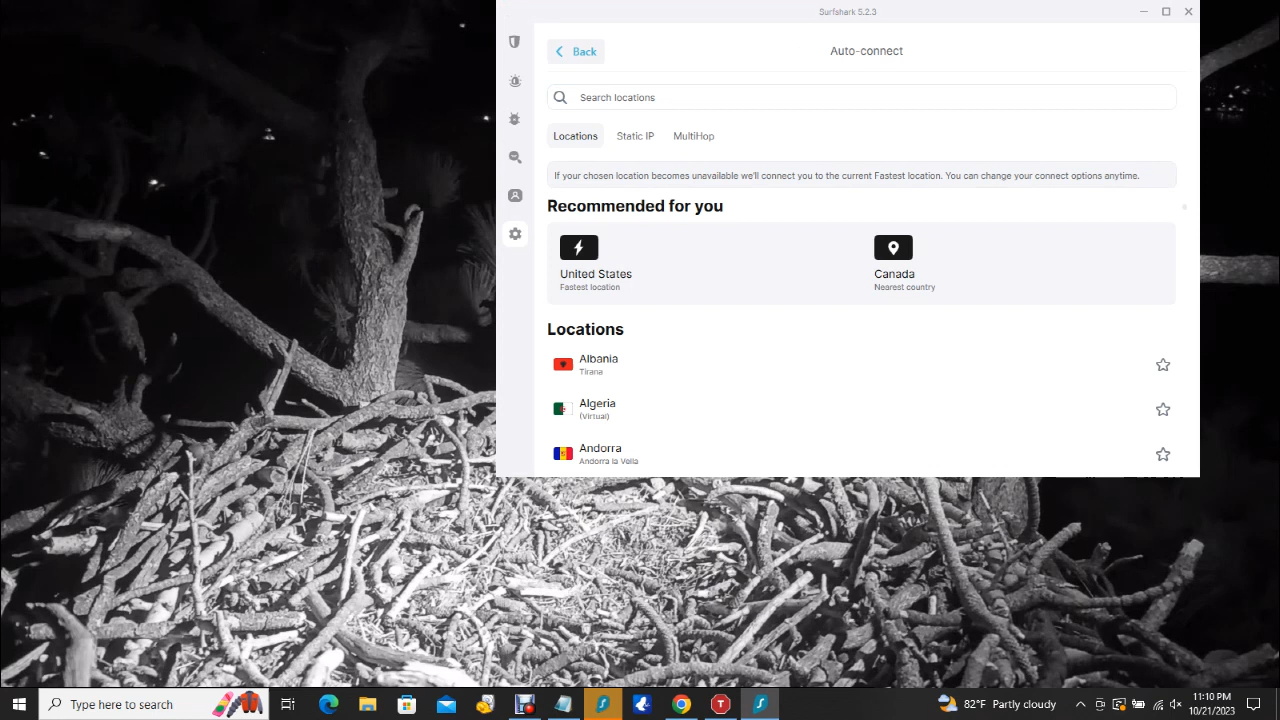 Surfshark 5.2.3
Back
Auto-connect
Search locations
Locations
Static IP
MultiHop
If your chosen location becomes unavailable we'll connect you to the current Fastest location. You can change your connect options anytime.
Recommended for you
United States
Fastest location
Canada
Nearest country
Locations
Albania
Tirana
Algeria
(Virtual)
Andorra
Andorra la Vella
Type here to search
82°F Partly cloudy
11:10 PM
10/21/2023